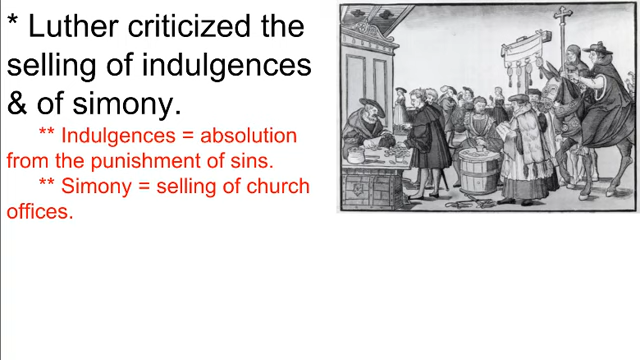 * Luther criticized the
selling of indulgences
& of simony.
** Indulgences = absolution
from the punishment of sins.
** Simony = selling of church
offices.